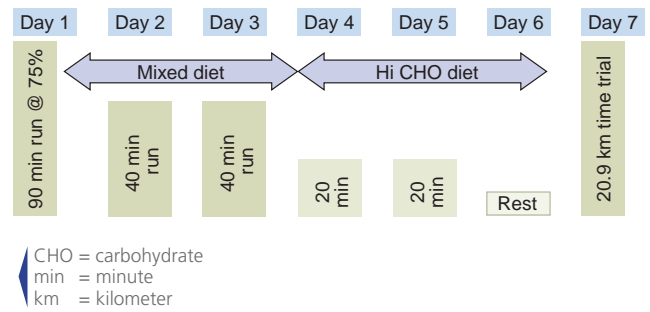 Day 1 Day 2 Day 3 Day 4 Day 5 Day 6 Day 7
90 min run @ 75%
Mixed diet
Hi CHO diet
40 min
run
40 min
run
20
min
20
min
Rest
20.9 km time trial
CHO = carbohydrate
min = minute
km = kilometer